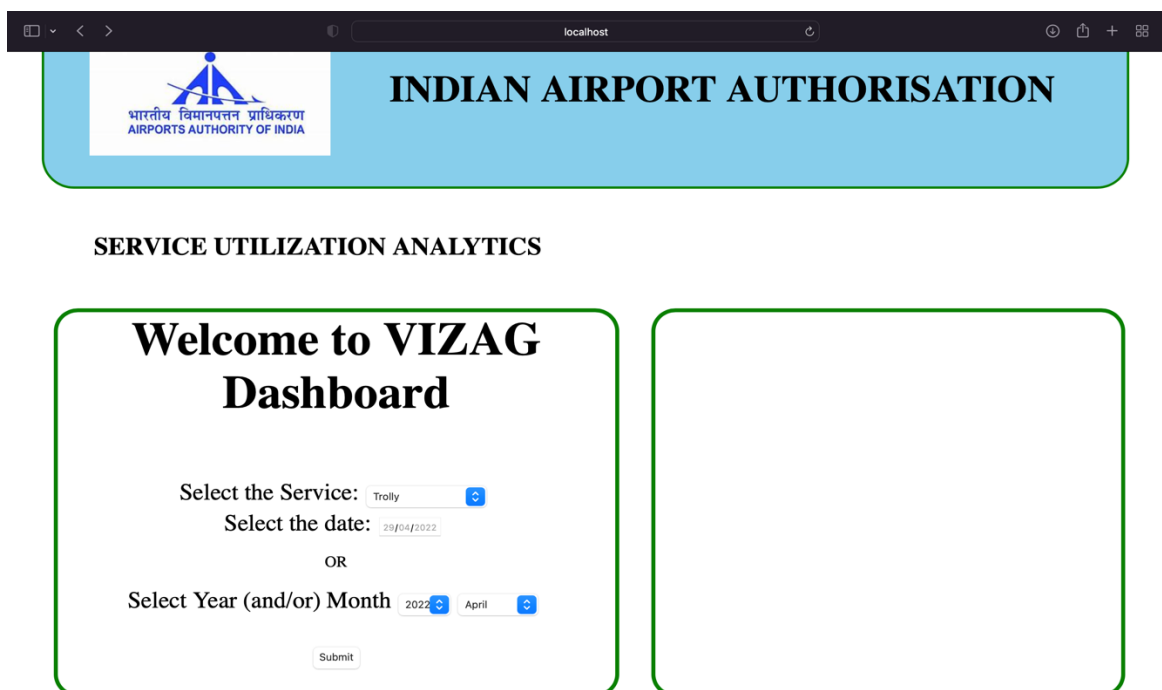 localhost
भारतीय विमानपत्तन प्राधिकरण
AIRPORTS AUTHORITY OF INDIA
INDIAN AIRPORT AUTHORISATION
SERVICE UTILIZATION ANALYTICS
Welcome to VIZAG
Dashboard
Select the Service: Trolly
Select the date: 29/04/2022
OR
Select Year (and/or) Month 2022 April
Submit